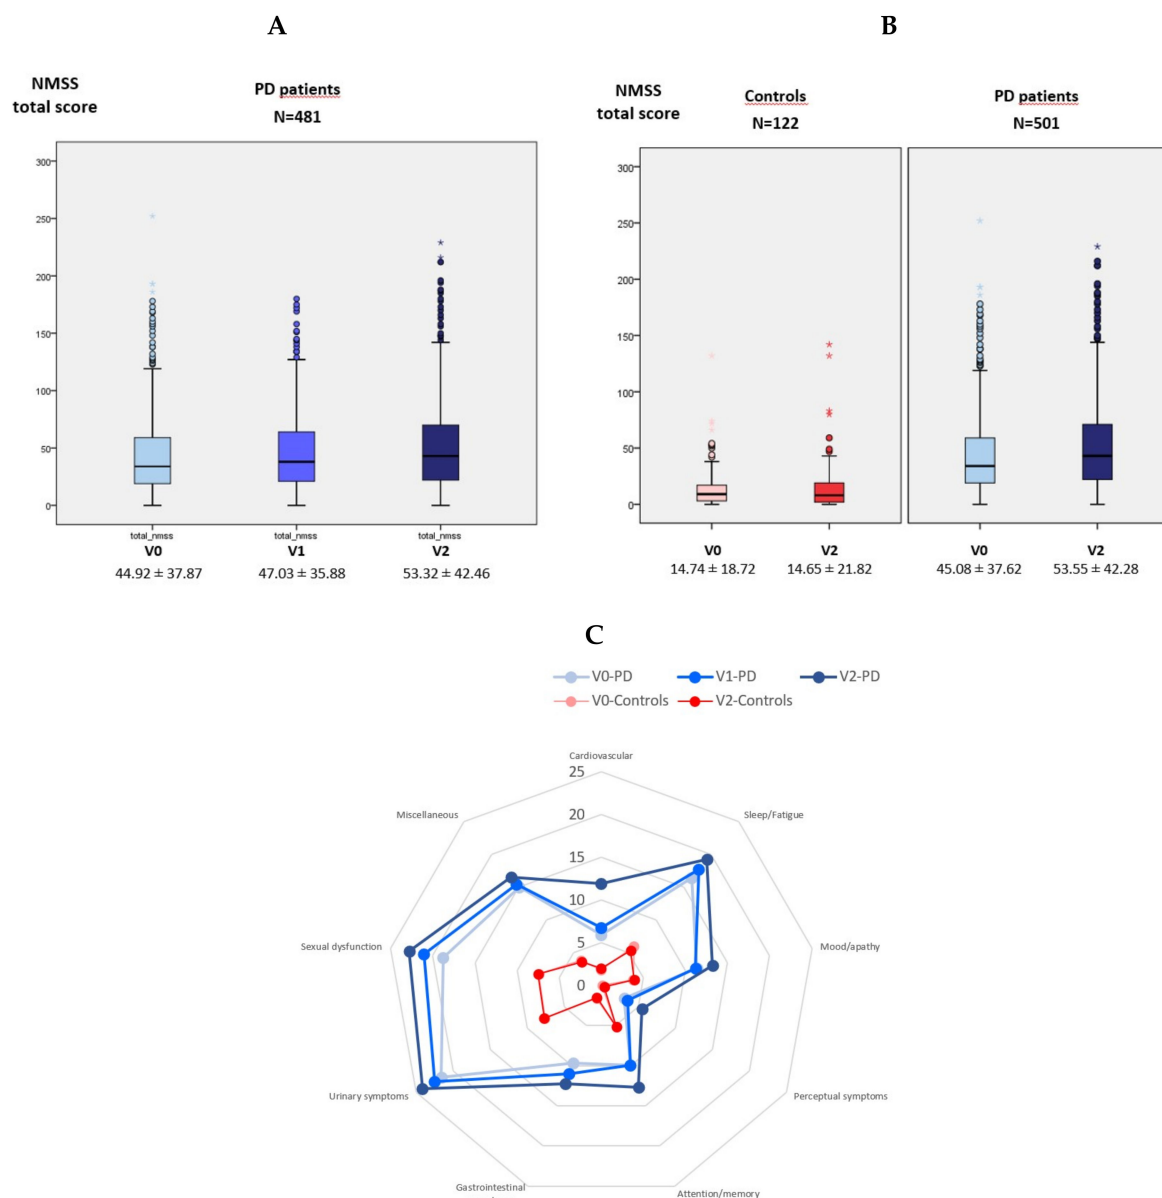 A
B
NMSS
total score
PD patients
N=481
300
250
200
150
100
50
0
total_nmss
total_nmss
total_nmss
V0
V1
V2
44.92 ± 37.87
47.03 ± 35.88
53.32 ± 42.46
NMSS
total score
Controls
N=122
PD patients
N=501
300
250
200
150
100
50
0
V0
V2
V0
V2
14.74 ± 18.72
14.65 ± 21.82
45.08 ± 37.62
53.55 ± 42.28
C
V0-PD
V1-PD
V2-PD
V0-Controls
V2-Controls
Cardiovascular
25
20
15
10
5
0
Miscellaneous
Sleep/Fatigue
Sexual dysfunction
Mood/apathy
Urinary symptoms
Perceptual symptoms
Gastrointestinal
Attention/memory